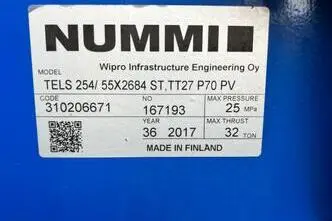 NUMMI
Wipro Infrastructure Engineering Oy
MODEL
TELS 254/ 55X2684 ST,TT27 P70 PV
CODE NO MAX PRESSURE
310206671 167193 25 MPa
YEAR MAX THRUST
36 2017 32 TON
MADE IN FINLAND